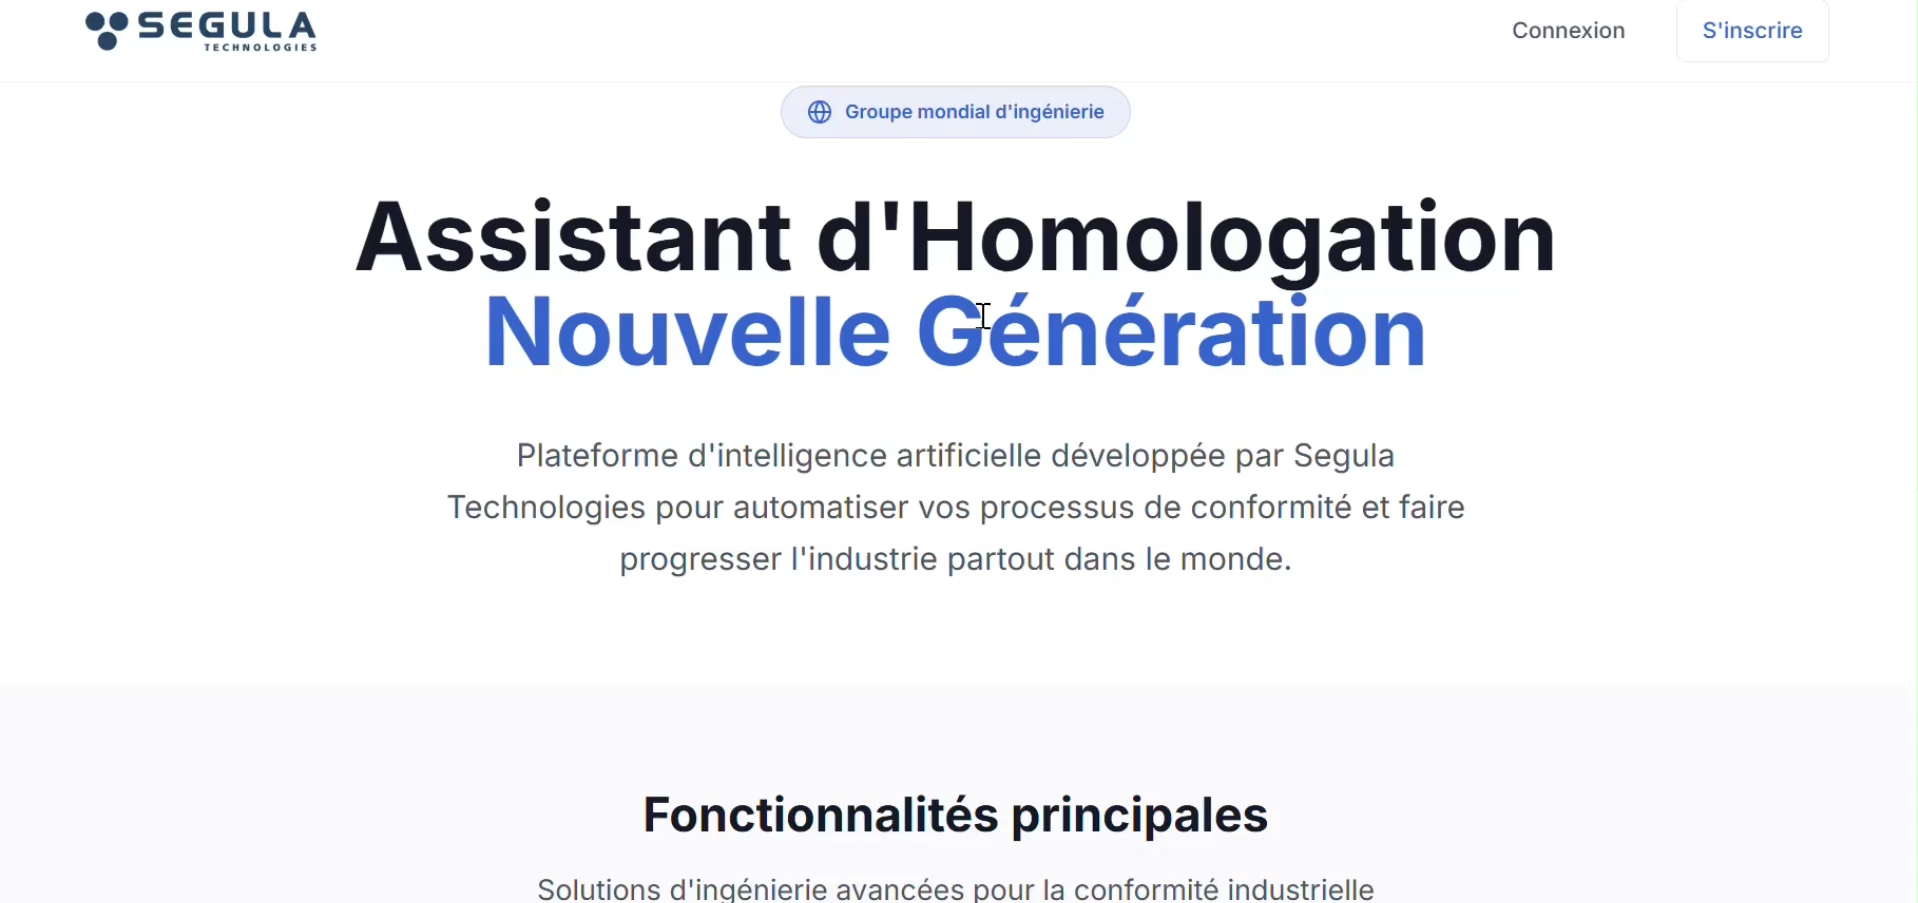 SEGULA
TECHNOLOGIES
Connexion
S'inscrire
Groupe mondial d'ingénierie
Assistant d'Homologation
Nouvelle Génération
Plateforme d'intelligence artificielle développée par Segula
Technologies pour automatiser vos processus de conformité et faire
progresser l'industrie partout dans le monde.
Fonctionnalités principales
Solutions d'ingénierie avancées pour la conformité industrielle